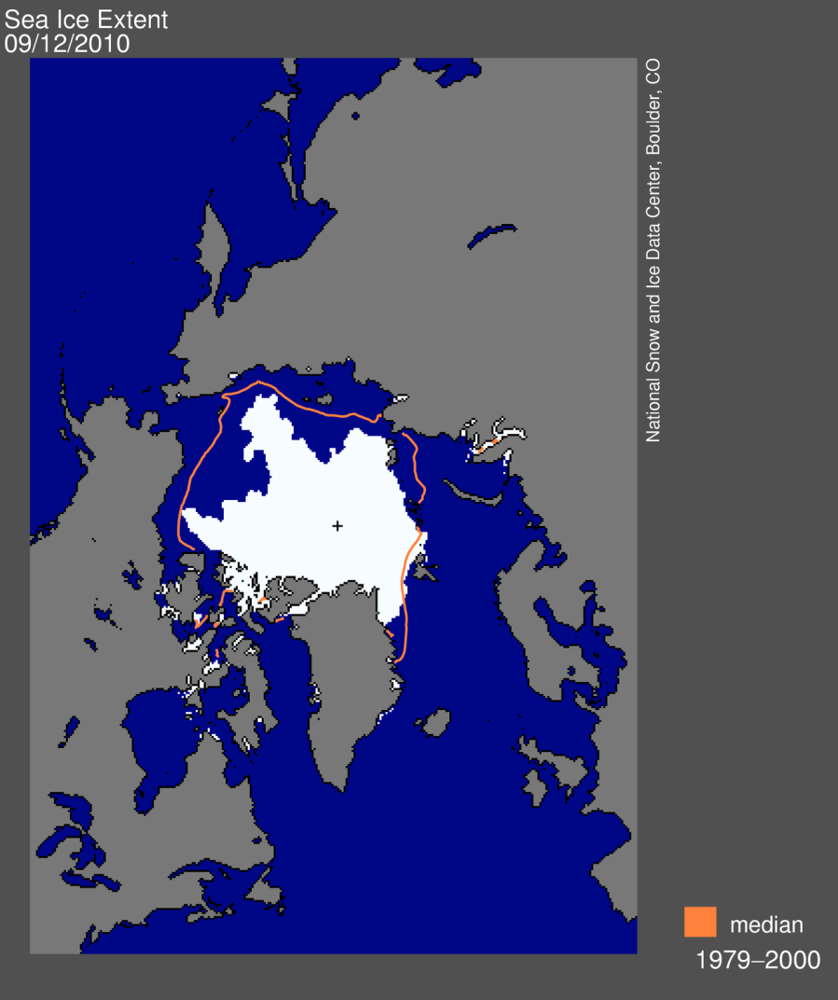 Sea Ice Extent
09/12/2010
National Snow and Ice Data Center, Boulder, CO
median
1979–2000